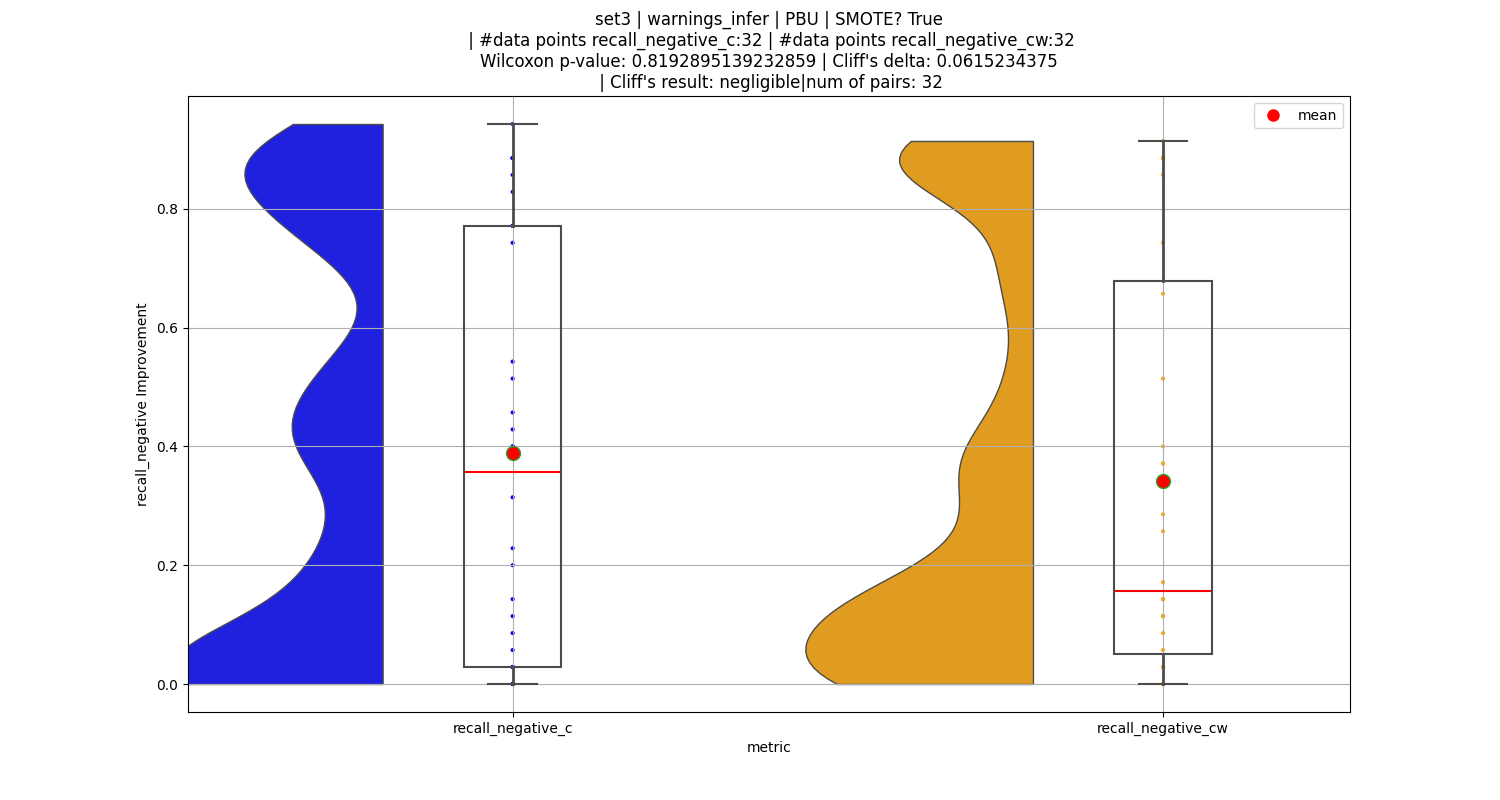 set3 | warnings_infer | PBU | SMOTE? True
| #data points recall_negative_c:32 | #data points recall_negative_cw:32
Wilcoxon p-value: 0.8192895139232859 | Cliff's delta: 0.0615234375
| Cliff's result: negligible|num of pairs: 32
mean
recall_negative Improvement
0.8
0.6
0.4
0.2
0.0
recall_negative_c
recall_negative_cw
metric